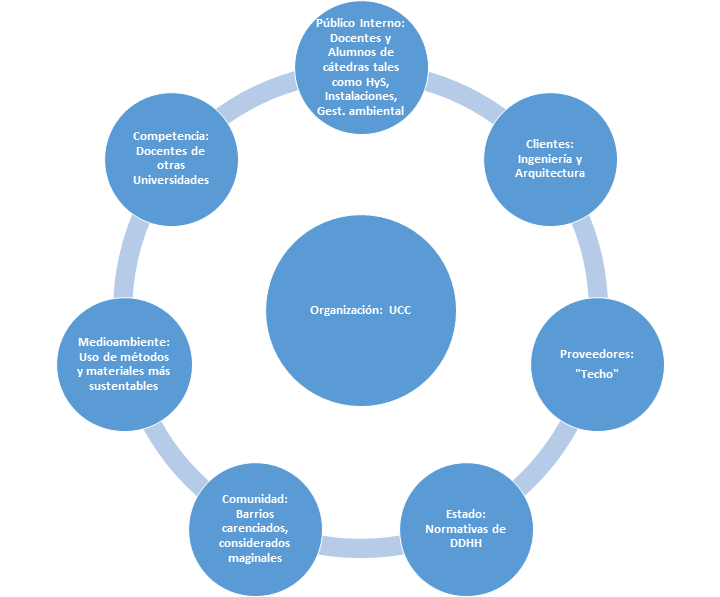 Público Interno:
Docentes y
Alumnos de
cátedras tales
como HyS,
Instalaciones,
Gest. ambiental
Clientes:
Ingeniería y
Arquitectura
Proveedores:
"Techo"
Estado:
Normativas de
DDHH
Comunidad:
Barrios
carenciados,
considerados
maginales
Medioambiente:
Uso de métodos
y materiales más
sustentables
Competencia:
Docentes de
otras
Universidades
Organización: UCC